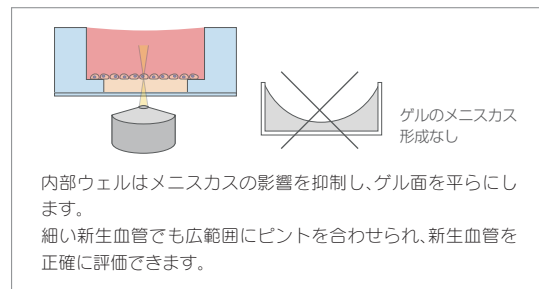 ゲルのメニスカス
形成なし
内部ウェルはメニスカスの影響を抑制し、ゲル面を平らにし
ます。
細い新生血管でも広範囲にピントを合わせられ、新生血管を
正確に評価できます。